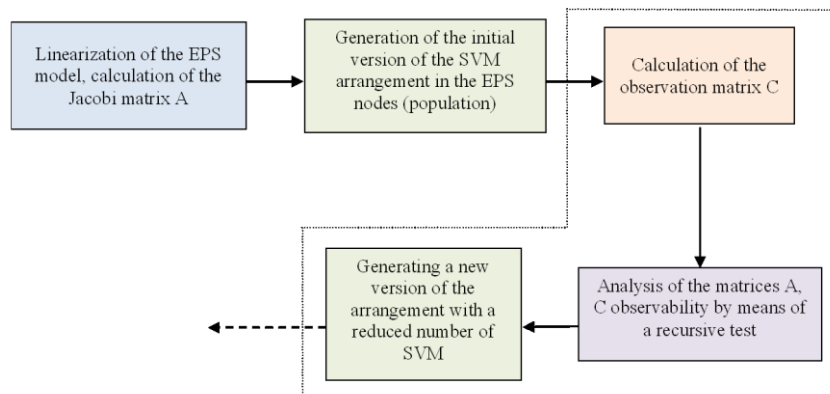 Linearization of the EPS
model, calculation of the
Jacobi matrix A
Generation of the initial
version of the SVM
arrangement in the EPS
nodes (population)
Calculation of the
observation matrix C
Analysis of the matrices A,
C observability by means of
a recursive test
Generating a new
version of the
arrangement with a
reduced number of
SVM